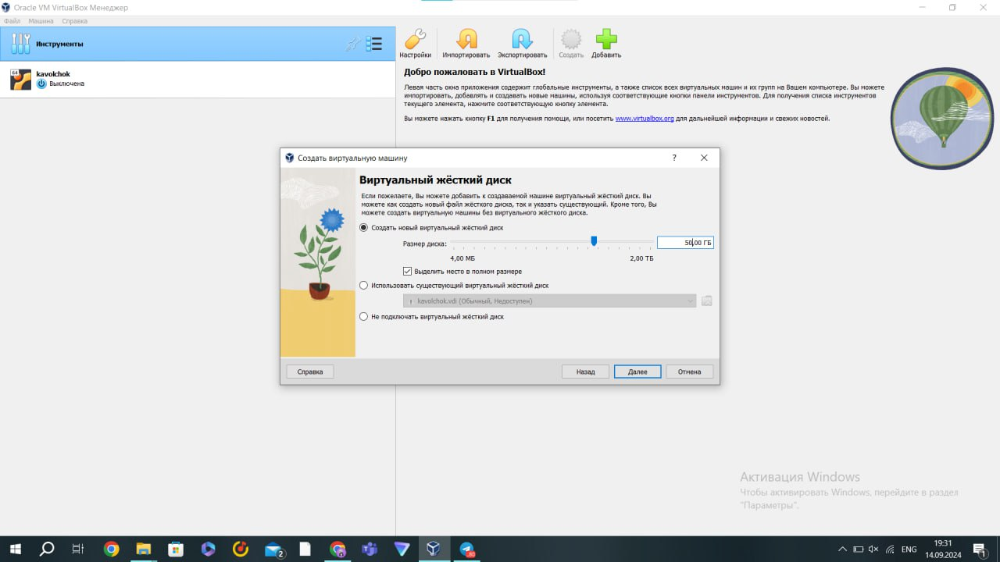 Oracle VM VirtualBox Менеджер
Файл Машина Справка
Инструменты
Настройки Импортировать Экспортировать Создать Добавить
kavolchok
64
Выключена
Добро пожаловать в VirtualBox!
Левая часть окна приложения содержит глобальные инструменты, а также список всех виртуальных машин и их групп на Вашем компьютере. Вы можете
импортировать, добавлять и создавать новые машины, используя соответствующие кнопки панели инструментов. Для получения списка инструментов
текущего элемента, нажмите соответствующую кнопку элемента.
Вы можете нажать кнопку F1 для получения помощи, или посетить www.virtualbox.org для дальнейшей информации и свежих новостей.
Создать виртуальную машину
?
Виртуальный жёсткий диск
Если пожелаете, Вы можете добавить к создаваемой машине виртуальный жёсткий диск. Вы
можете как создать новый файл жёсткого диска, так и указать существующий. Кроме того, Вы
можете создать виртуальную машины без виртуального жёсткого диска.
Создать новый виртуальный жёсткий диск
Размер диска: 50,00 ГБ
4,00 МБ 2,00 ТБ
Выделить место в полном размере
Использовать существующий виртуальный жёсткий диск
kavolchok.vdi (Обычный, Недоступен)
Не подключать виртуальный жёсткий диск
Справка Назад Далее Отмена
Активация Windows
Чтобы активировать Windows, перейдите в раздел
"Параметры".
2
ENG
19:31
14.09.2024
1